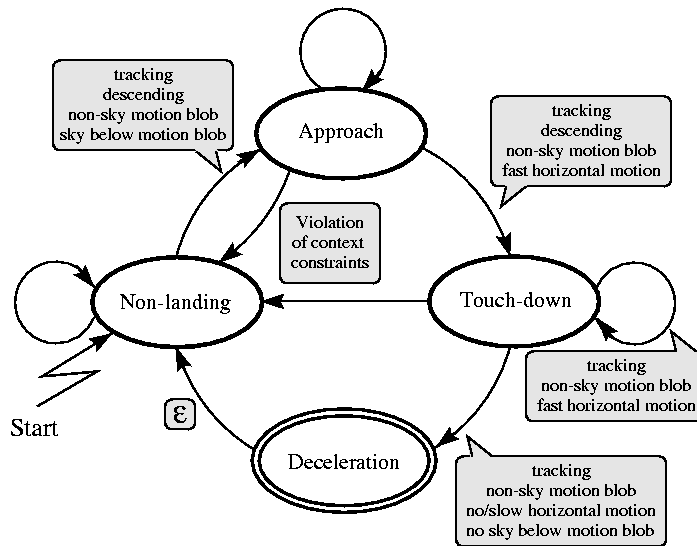 tracking
descending
non-sky motion blob
sky below motion blob
Approach
tracking
descending
non-sky motion blob
fast horizontal motion
Violation
of context
constraints
Non-landing
Touch-down
Start
ε
tracking
non-sky motion blob
fast horizontal motion
Deceleration
tracking
non-sky motion blob
no/slow horizontal motion
no sky below motion blob